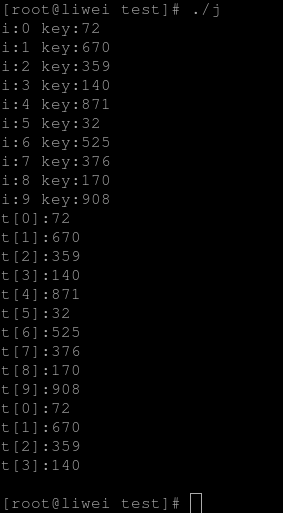 [root@liwei test]# ./j
i:0 key:72
i:1 key:670
i:2 key:359
i:3 key:140
i:4 key:871
i:5 key:32
i:6 key:525
i:7 key:376
i:8 key:170
i:9 key:908
t[0]:72
t[1]:670
t[2]:359
t[3]:140
t[4]:871
t[5]:32
t[6]:525
t[7]:376
t[8]:170
t[9]:908
t[0]:72
t[1]:670
t[2]:359
t[3]:140
[root@liwei test]#